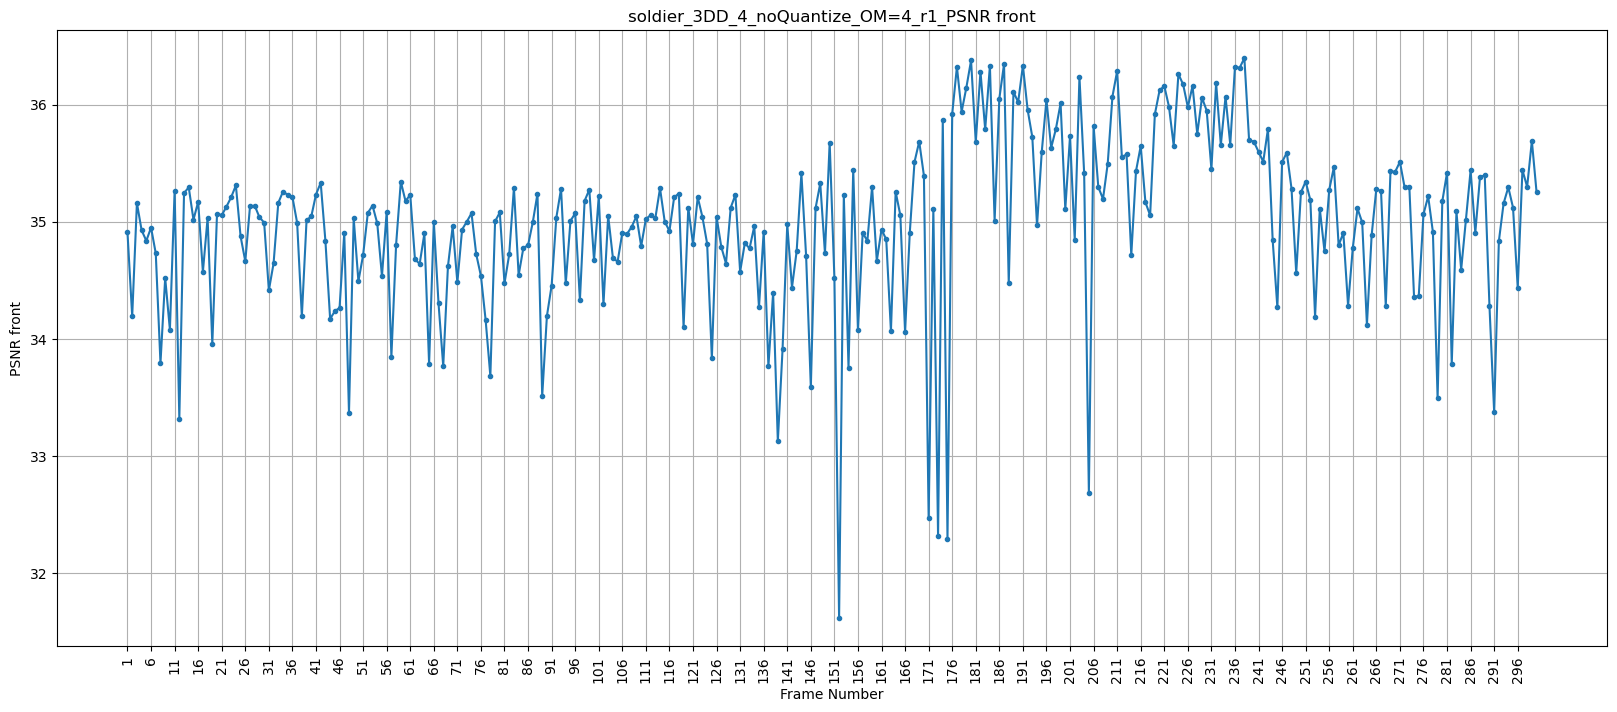 soldier_3DD_4_noQuantize_OM=4_r1_PSNR front
PSNR front
36
35
34
33
32
1 6 11 16 21 26 31 36 41 46 51 56 61 66 71 76 81 86 91 96 101 106 111 116 121 126 131 136 141 146 151 156 161 166 171 176 181 186 191 196 201 206 211 216 221 226 231 236 241 246 251 256 261 266 271 276 281 286 291 296
Frame Number